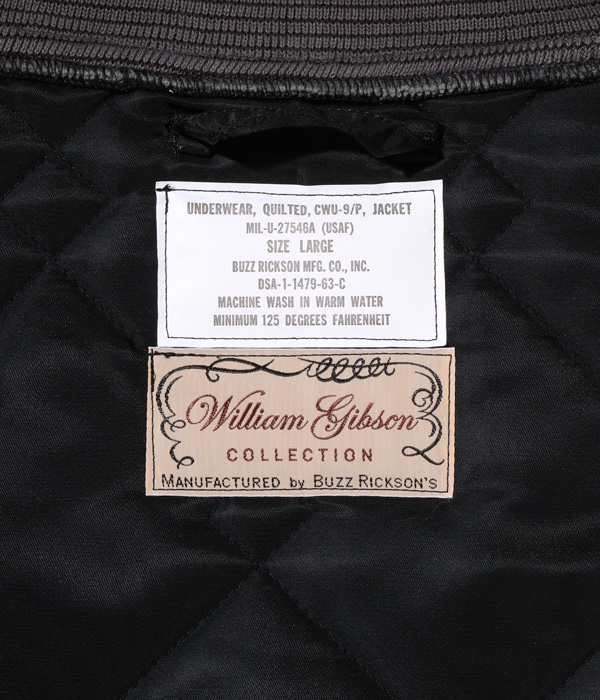 UNDERWEAR, QUILTED, CWU-9/P, JACKET
MIL-U-27546A (USAF)
SIZE LARGE
BUZZ RICKSON MFG. CO., INC.
DSA-1-1479-63-C
MACHINE WASH IN WARM WATER
MINIMUM 125 DEGREES FAHRENHEIT
William Gibson
COLLECTION
MANUFACTURED by BUZZ RICKSON'S